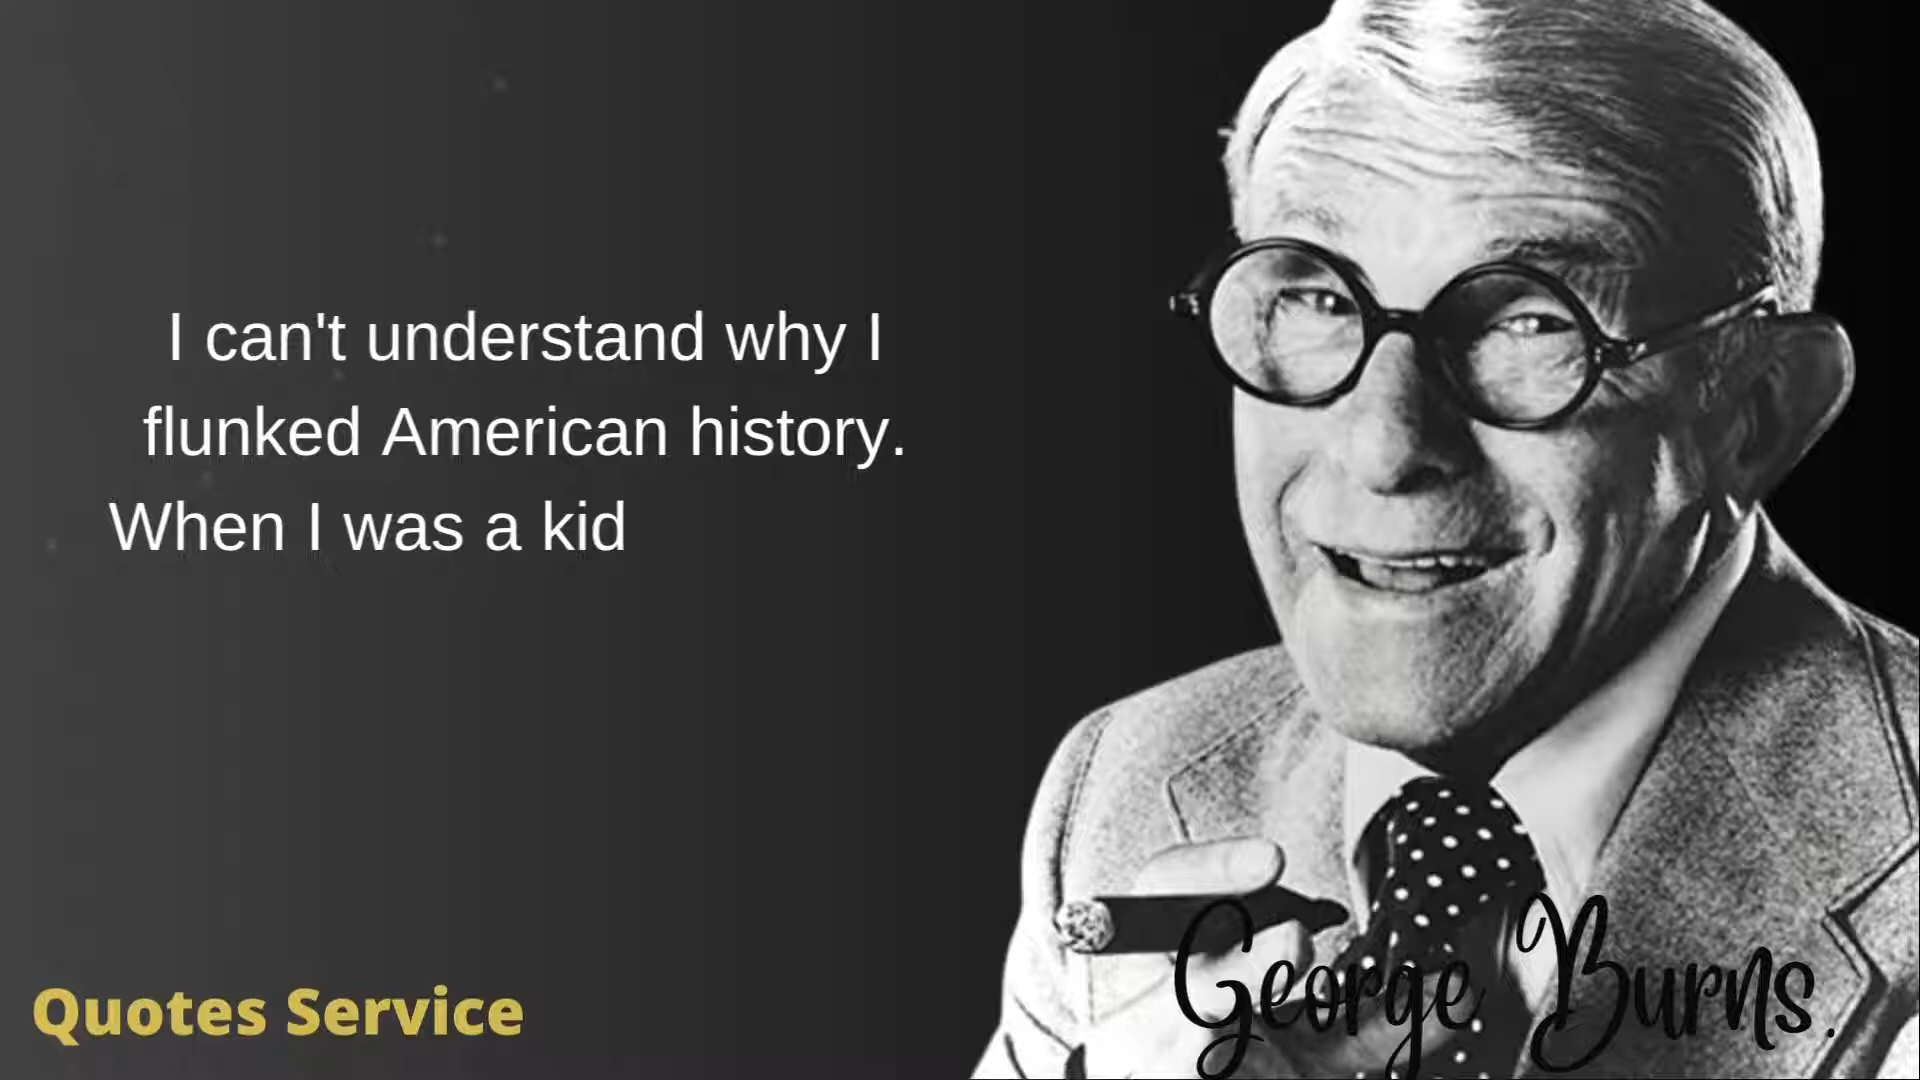 I can't understand why I
flunked American history.
When I was a kid
Quotes Service
George Burns.